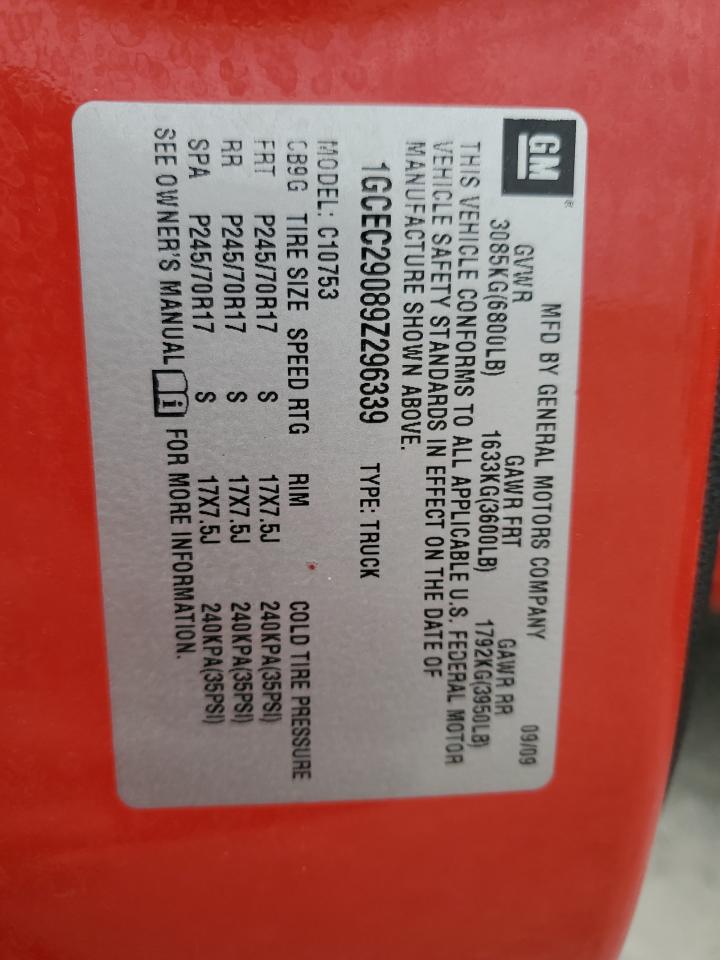 GM®
MFD BY GENERAL MOTORS COMPANY 09/09
GVWR GAWR FRT GAWR RR
3085KG(6800LB) 1633KG(3600LB) 1792KG(3950LB)
THIS VEHICLE CONFORMS TO ALL APPLICABLE U.S. FEDERAL MOTOR
VEHICLE SAFETY STANDARDS IN EFFECT ON THE DATE OF
MANUFACTURE SHOWN ABOVE.
1GCEC29089Z296339 TYPE: TRUCK
MODEL: C10753
CB9G TIRE SIZE SPEED RTG RIM COLD TIRE PRESSURE
FRT P245/70R17 S 17X7.5J 240KPA(35PSI)
RR P245/70R17 S 17X7.5J 240KPA(35PSI)
SPA P245/70R17 S 17X7.5J 240KPA(35PSI)
SEE OWNER'S MANUAL i FOR MORE INFORMATION.